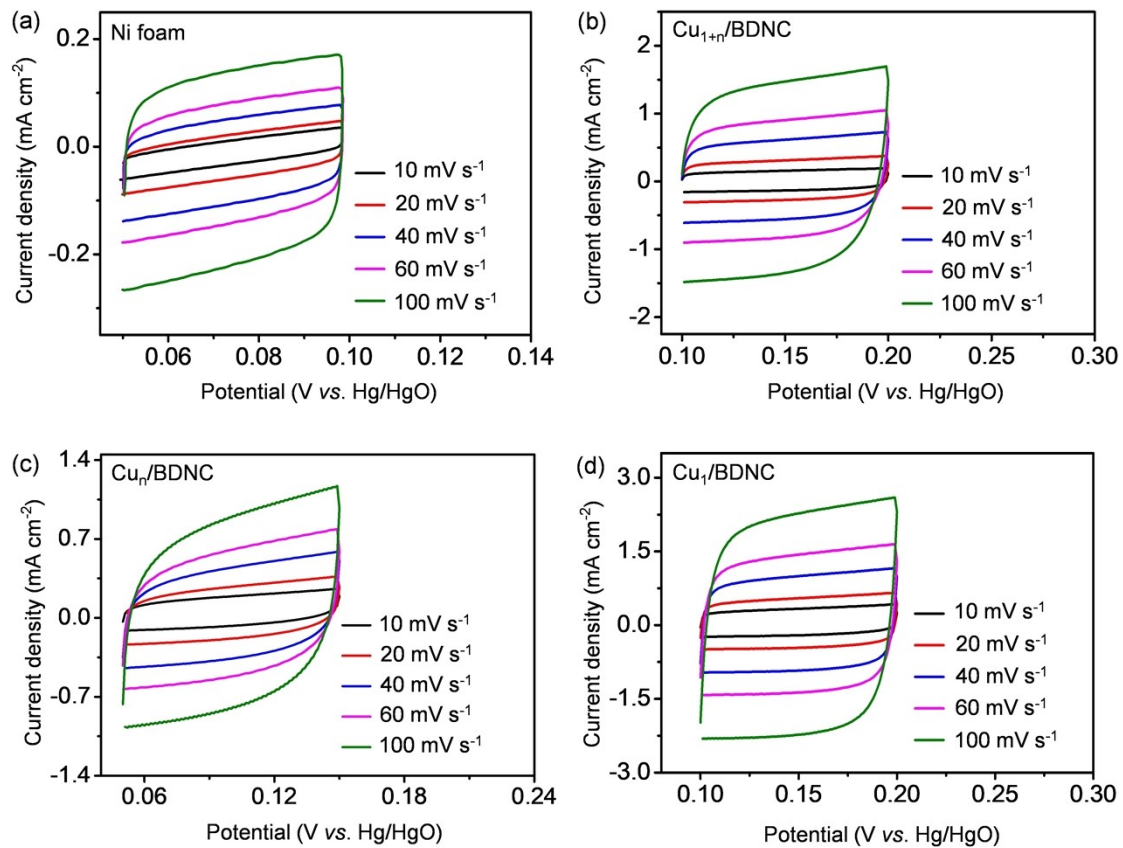 (a)
Ni foam
0.2
0.0
-0.2
Current density (mA cm⁻²)
10 mV s⁻¹
20 mV s⁻¹
40 mV s⁻¹
60 mV s⁻¹
100 mV s⁻¹
0.06 0.08 0.10 0.12 0.14
Potential (V vs. Hg/HgO)
(b)
Cu₁₊ₙ/BDNC
2
1
0
-1
-2
Current density (mA cm⁻²)
10 mV s⁻¹
20 mV s⁻¹
40 mV s⁻¹
60 mV s⁻¹
100 mV s⁻¹
0.10 0.15 0.20 0.25 0.30
Potential (V vs. Hg/HgO)
(c)
Cuₙ/BDNC
1.4
0.7
0.0
-0.7
-1.4
Current density (mA cm⁻²)
10 mV s⁻¹
20 mV s⁻¹
40 mV s⁻¹
60 mV s⁻¹
100 mV s⁻¹
0.06 0.12 0.18 0.24
Potential (V vs. Hg/HgO)
(d)
Cu₁/BDNC
3.0
1.5
0.0
-1.5
-3.0
Current density (mA cm⁻²)
10 mV s⁻¹
20 mV s⁻¹
40 mV s⁻¹
60 mV s⁻¹
100 mV s⁻¹
0.10 0.15 0.20 0.25 0.30
Potential (V vs. Hg/HgO)